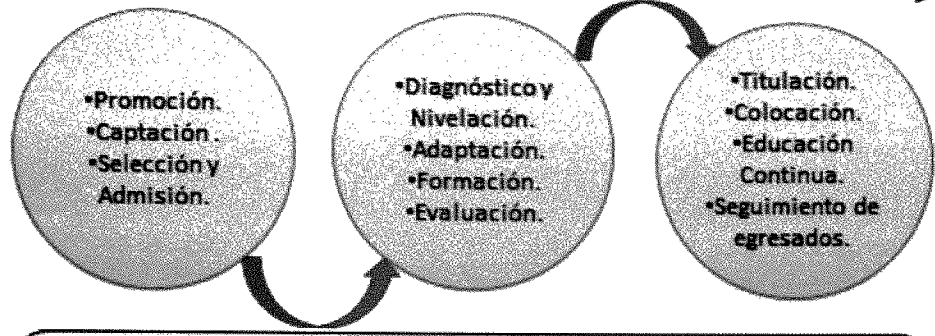 •Promoción.
•Captación.
•Selección y
Admisión.
•Diagnóstico y
Nivelación.
•Adaptación.
•Formación.
•Evaluación.
•Titulación.
•Colocación.
•Educación
Continua.
•Seguimiento de
egresados.